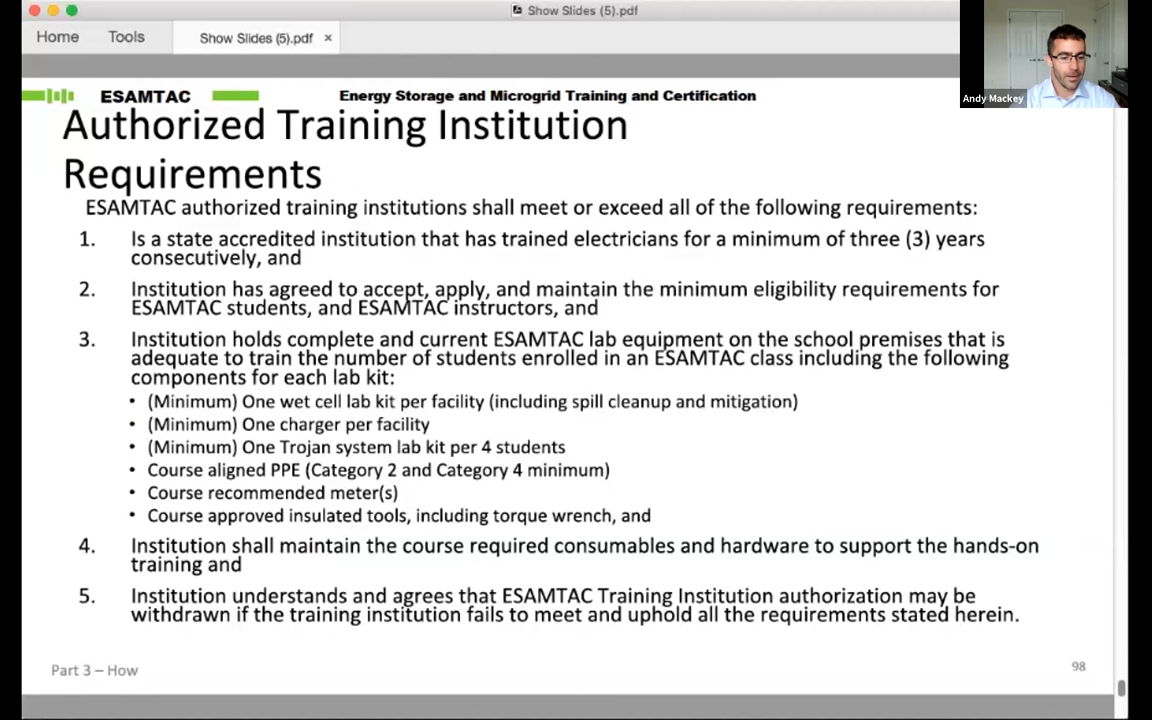 Show Slides (5).pdf
Home Tools Show Slides (5).pdf ×
Andy Mackey
ESAMTAC Energy Storage and Microgrid Training and Certification
Authorized Training Institution
Requirements
ESAMTAC authorized training institutions shall meet or exceed all of the following requirements:
1. Is a state accredited institution that has trained electricians for a minimum of three (3) years
consecutively, and
2. Institution has agreed to accept, apply, and maintain the minimum eligibility requirements for
ESAMTAC students, and ESAMTAC instructors, and
3. Institution holds complete and current ESAMTAC lab equipment on the school premises that is
adequate to train the number of students enrolled in an ESAMTAC class including the following
components for each lab kit:
• (Minimum) One wet cell lab kit per facility (including spill cleanup and mitigation)
• (Minimum) One charger per facility
• (Minimum) One Trojan system lab kit per 4 students
• Course aligned PPE (Category 2 and Category 4 minimum)
• Course recommended meter(s)
• Course approved insulated tools, including torque wrench, and
4. Institution shall maintain the course required consumables and hardware to support the hands-on
training and
5. Institution understands and agrees that ESAMTAC Training Institution authorization may be
withdrawn if the training institution fails to meet and uphold all the requirements stated herein.
Part 3 – How 98